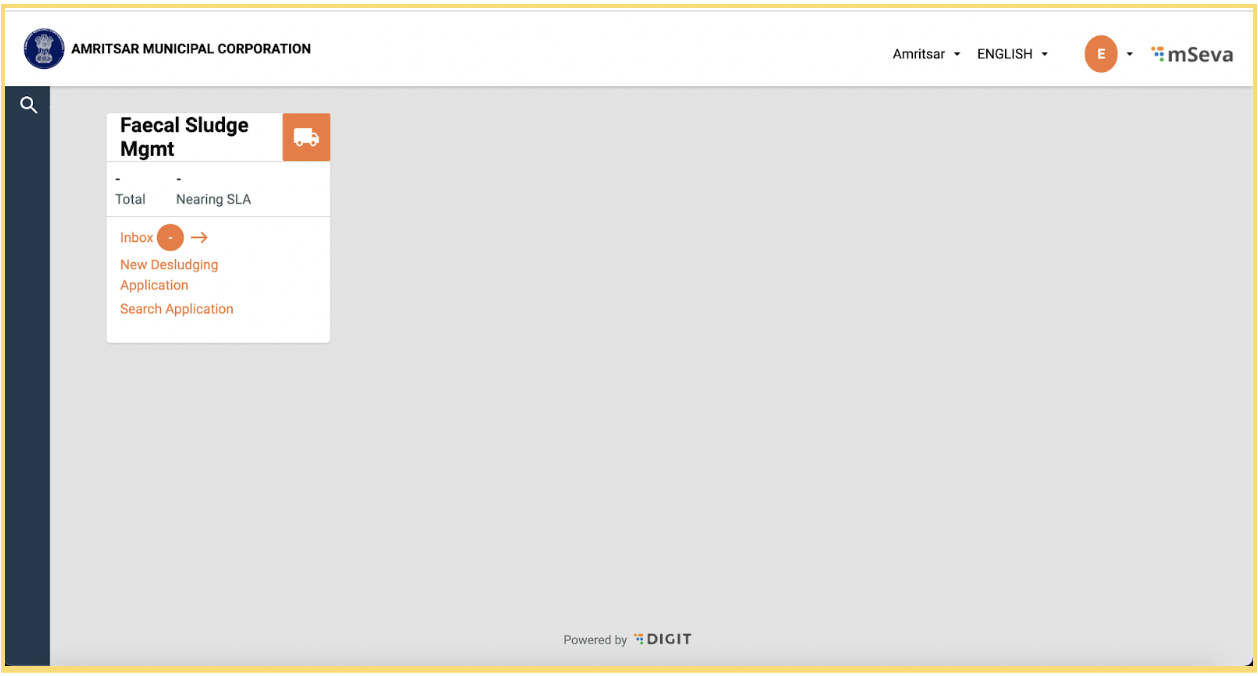 AMRITSAR MUNICIPAL CORPORATION
Amritsar
ENGLISH
E
mSeva
Faecal Sludge
Mgmt
-
-
Total
Nearing SLA
Inbox
-
New Desludging
Application
Search Application
Powered by DIGIT